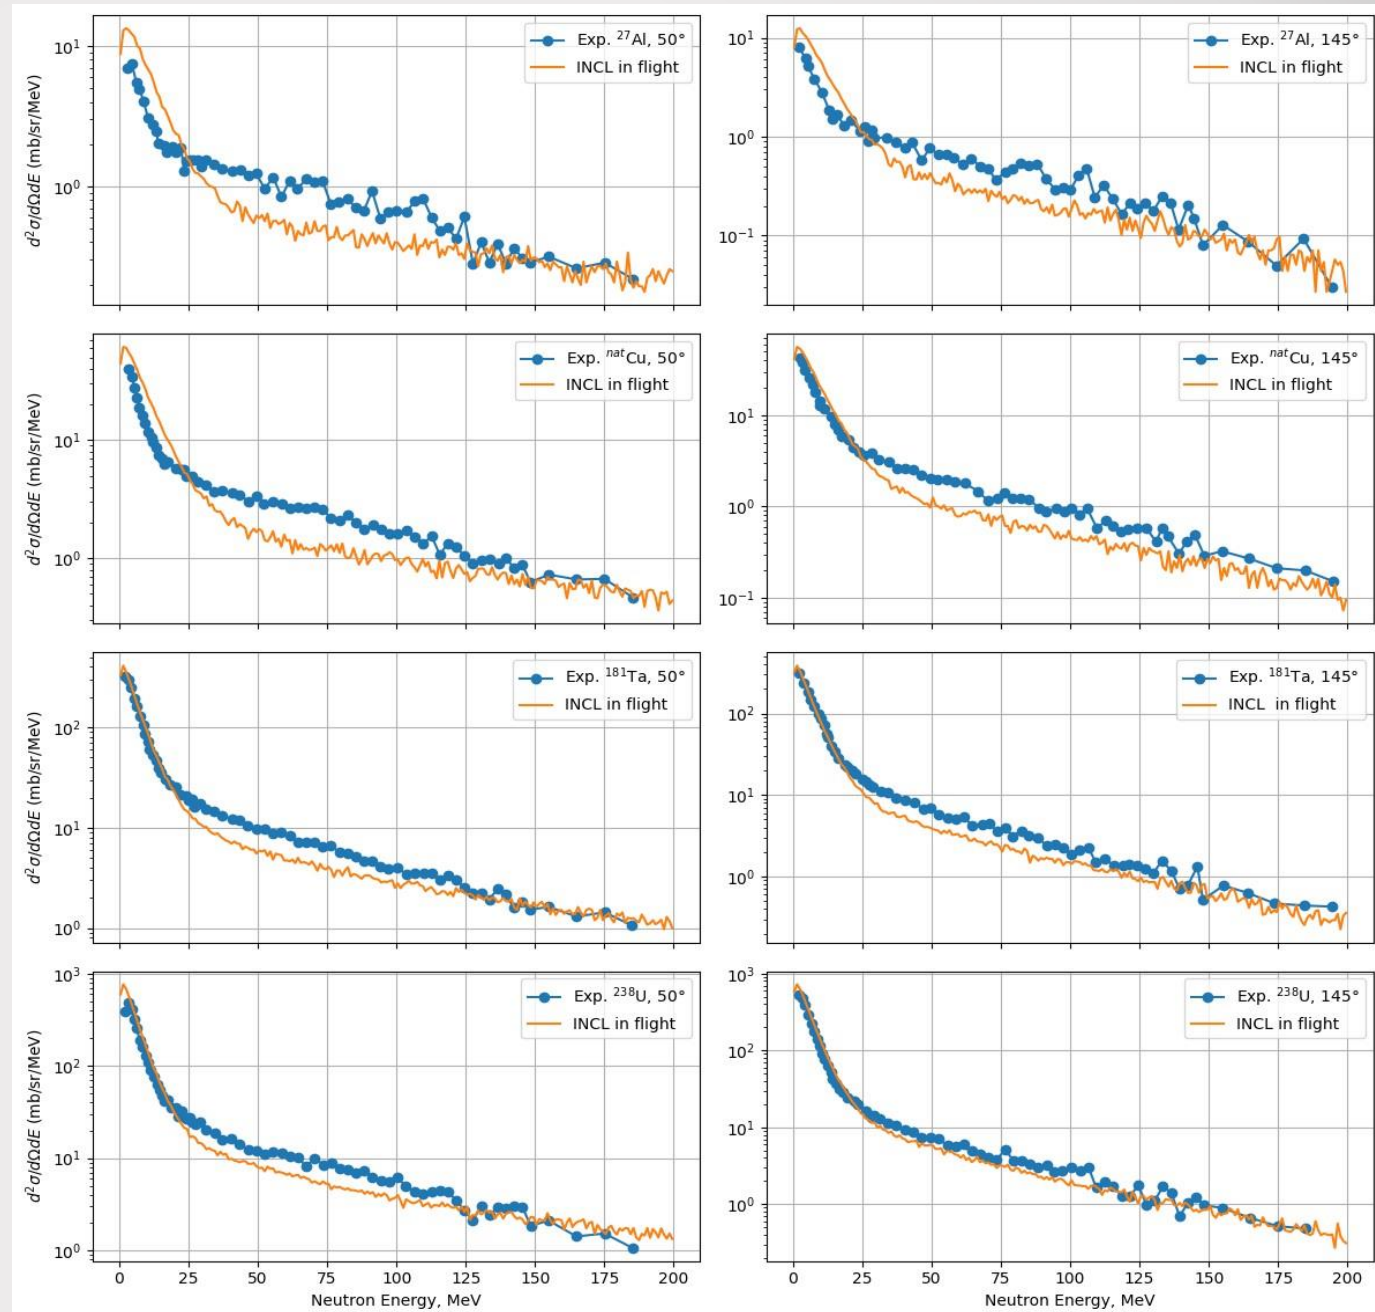 Exp. ²⁷Al, 50°
INCL in flight
10¹
10⁰
d²σ/dΩdE (mb/sr/MeV)
Exp. ²⁷Al, 145°
INCL in flight
10¹
10⁰
10⁻¹
Exp. ⁿᵃᵗCu, 50°
INCL in flight
10¹
10⁰
d²σ/dΩdE (mb/sr/MeV)
Exp. ⁿᵃᵗCu, 145°
INCL in flight
10¹
10⁰
10⁻¹
Exp. ¹⁸¹Ta, 50°
INCL in flight
10²
10¹
10⁰
d²σ/dΩdE (mb/sr/MeV)
Exp. ¹⁸¹Ta, 145°
INCL in flight
10²
10¹
10⁰
Exp. ²³⁸U, 50°
INCL in flight
10³
10²
10¹
10⁰
d²σ/dΩdE (mb/sr/MeV)
0 25 50 75 100 125 150 175 200
Neutron Energy, MeV
Exp. ²³⁸U, 145°
INCL in flight
10³
10²
10¹
10⁰
0 25 50 75 100 125 150 175 200
Neutron Energy, MeV